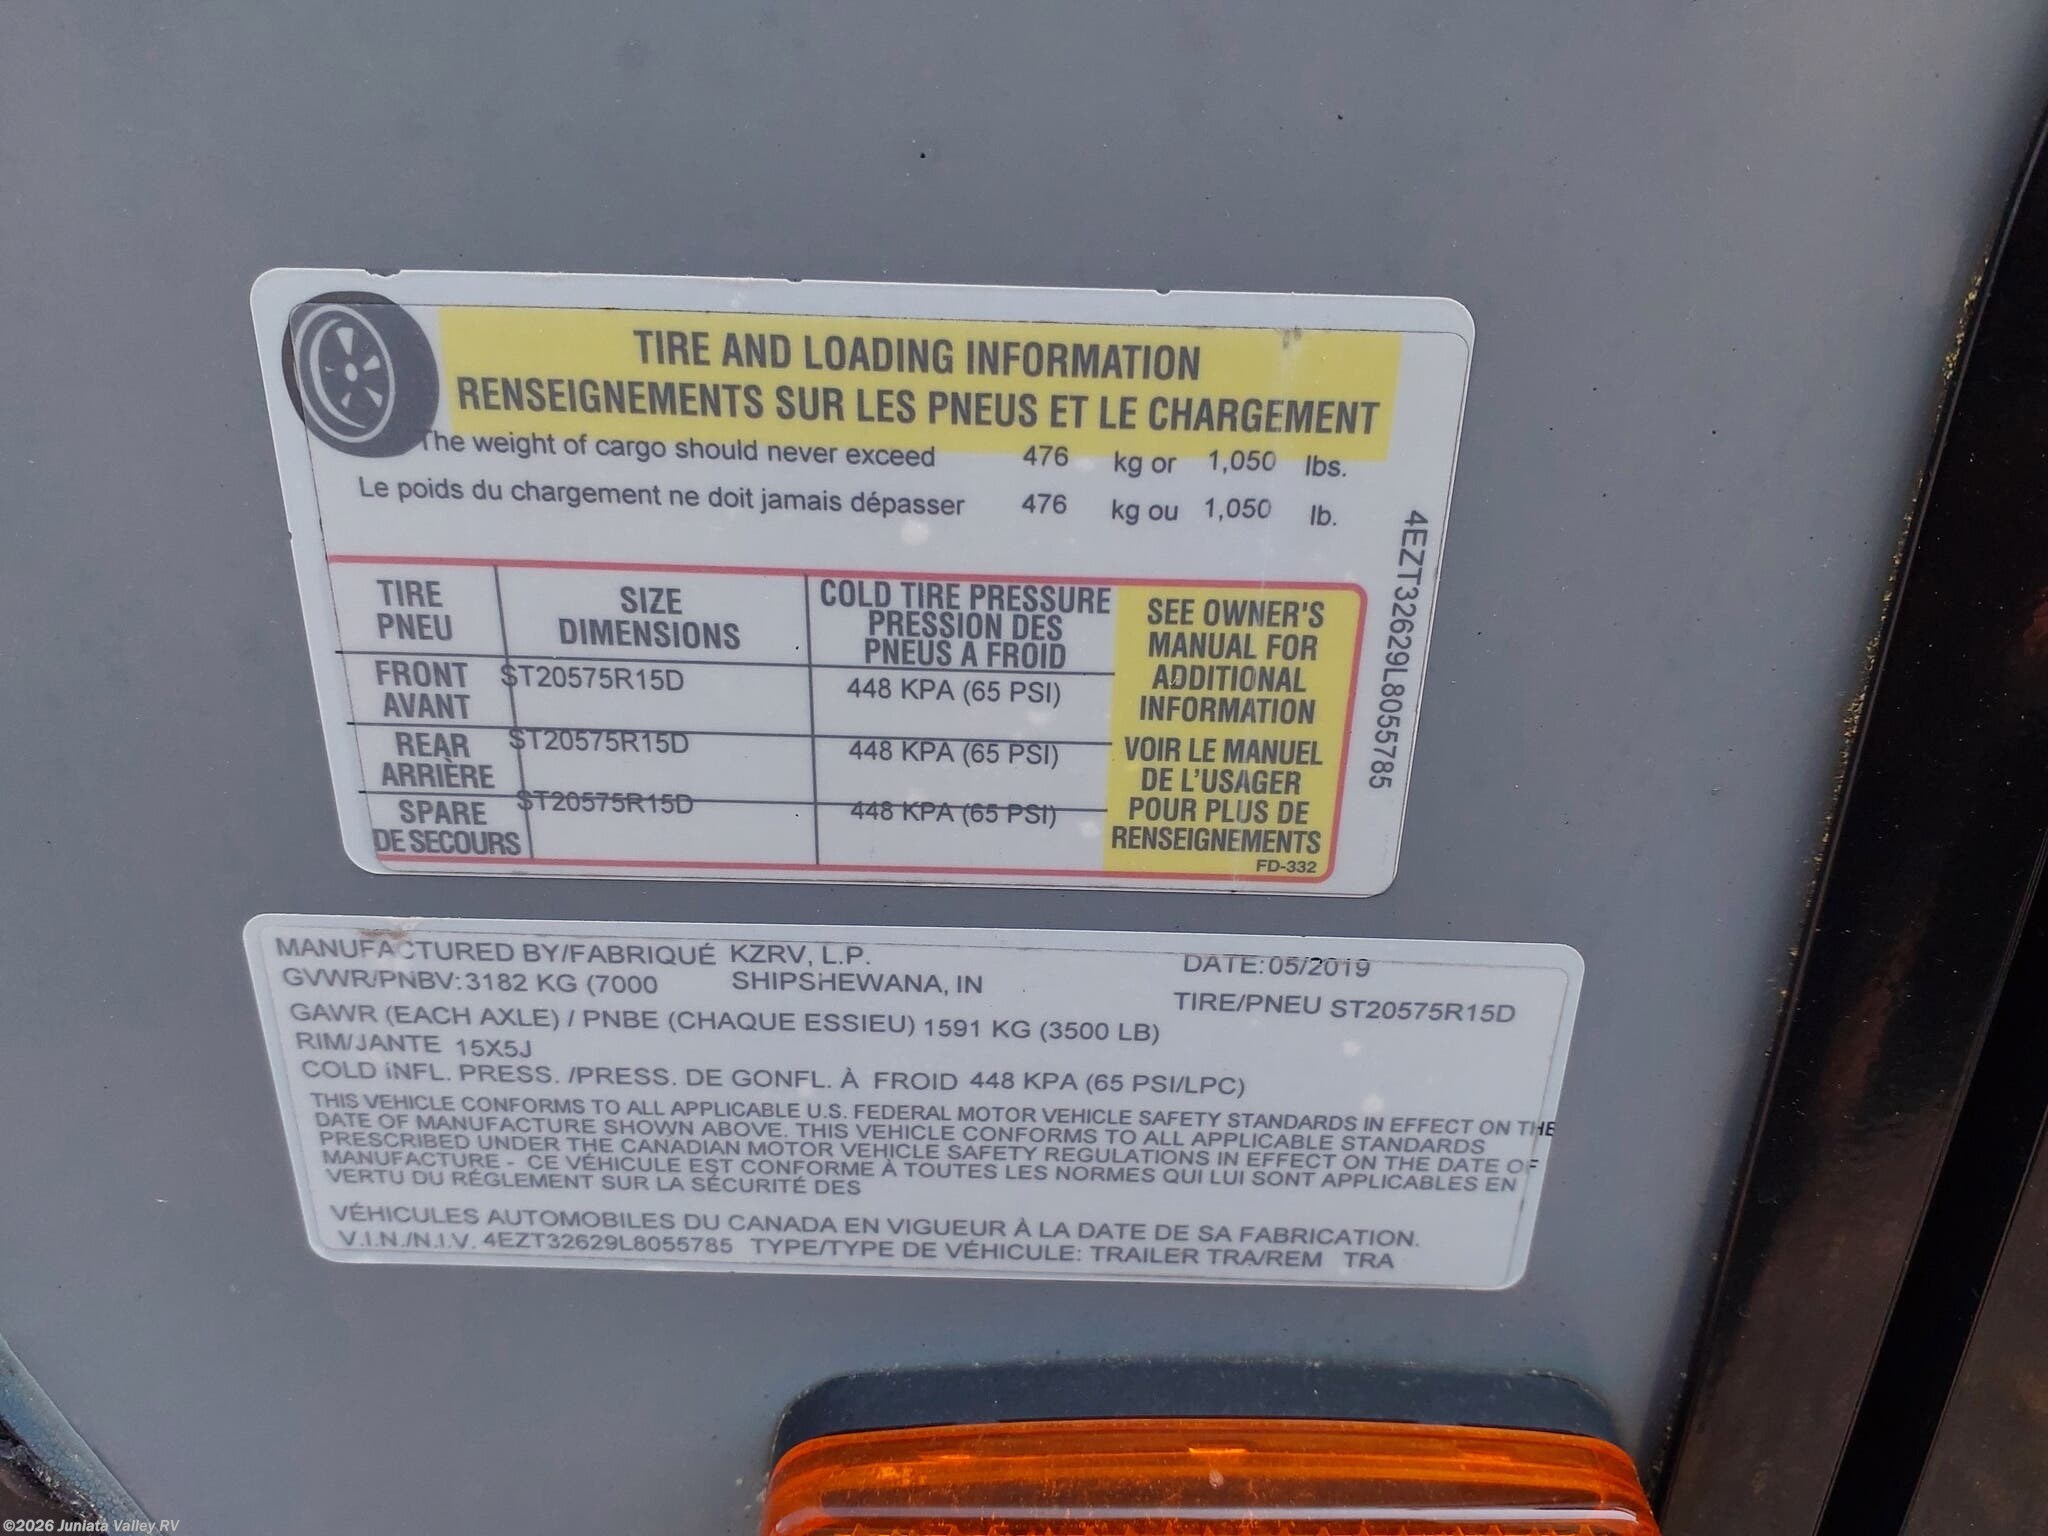 TIRE AND LOADING INFORMATION
RENSEIGNEMENTS SUR LES PNEUS ET LE CHARGEMENT
The weight of cargo should never exceed 476 kg or 1,050 lbs.
Le poids du chargement ne doit jamais dépasser 476 kg ou 1,050 lb.
TIRE PNEU
SIZE DIMENSIONS
COLD TIRE PRESSURE
PRESSION DES
PNEUS A FROID
FRONT AVANT ST20575R15D 448 KPA (65 PSI)
REAR ARRIÈRE ST20575R15D 448 KPA (65 PSI)
SPARE DE SECOURS ST20575R15D 448 KPA (65 PSI)
SEE OWNER'S
MANUAL FOR
ADDITIONAL
INFORMATION
VOIR LE MANUEL
DE L'USAGER
POUR PLUS DE
RENSEIGNEMENTS
FD-332
4EZT32629L8055785
MANUFACTURED BY/FABRIQUÉ KZRV, L.P. DATE: 05/2019
GVWR/PNBV: 3182 KG (7000 SHIPSHEWANA, IN TIRE/PNEU ST20575R15D
GAWR (EACH AXLE) / PNBE (CHAQUE ESSIEU) 1591 KG (3500 LB)
RIM/JANTE 15X5J
COLD INFL. PRESS. /PRESS. DE GONFL. À FROID 448 KPA (65 PSI/LPC)
THIS VEHICLE CONFORMS TO ALL APPLICABLE U.S. FEDERAL MOTOR VEHICLE SAFETY STANDARDS IN EFFECT ON THE
DATE OF MANUFACTURE SHOWN ABOVE. THIS VEHICLE CONFORMS TO ALL APPLICABLE STANDARDS
PRESCRIBED UNDER THE CANADIAN MOTOR VEHICLE SAFETY REGULATIONS IN EFFECT ON THE DATE OF
MANUFACTURE - CE VÉHICULE EST CONFORME À TOUTES LES NORMES QUI LUI SONT APPLICABLES EN
VERTU DU RÉGLEMENT SUR LA SÉCURITÉ DES
VÉHICULES AUTOMOBILES DU CANADA EN VIGUEUR À LA DATE DE SA FABRICATION.
V.I.N./N.I.V. 4EZT32629L8055785 TYPE/TYPE DE VÉHICULE: TRAILER TRA/REM TRA
©2026 Juniata Valley RV